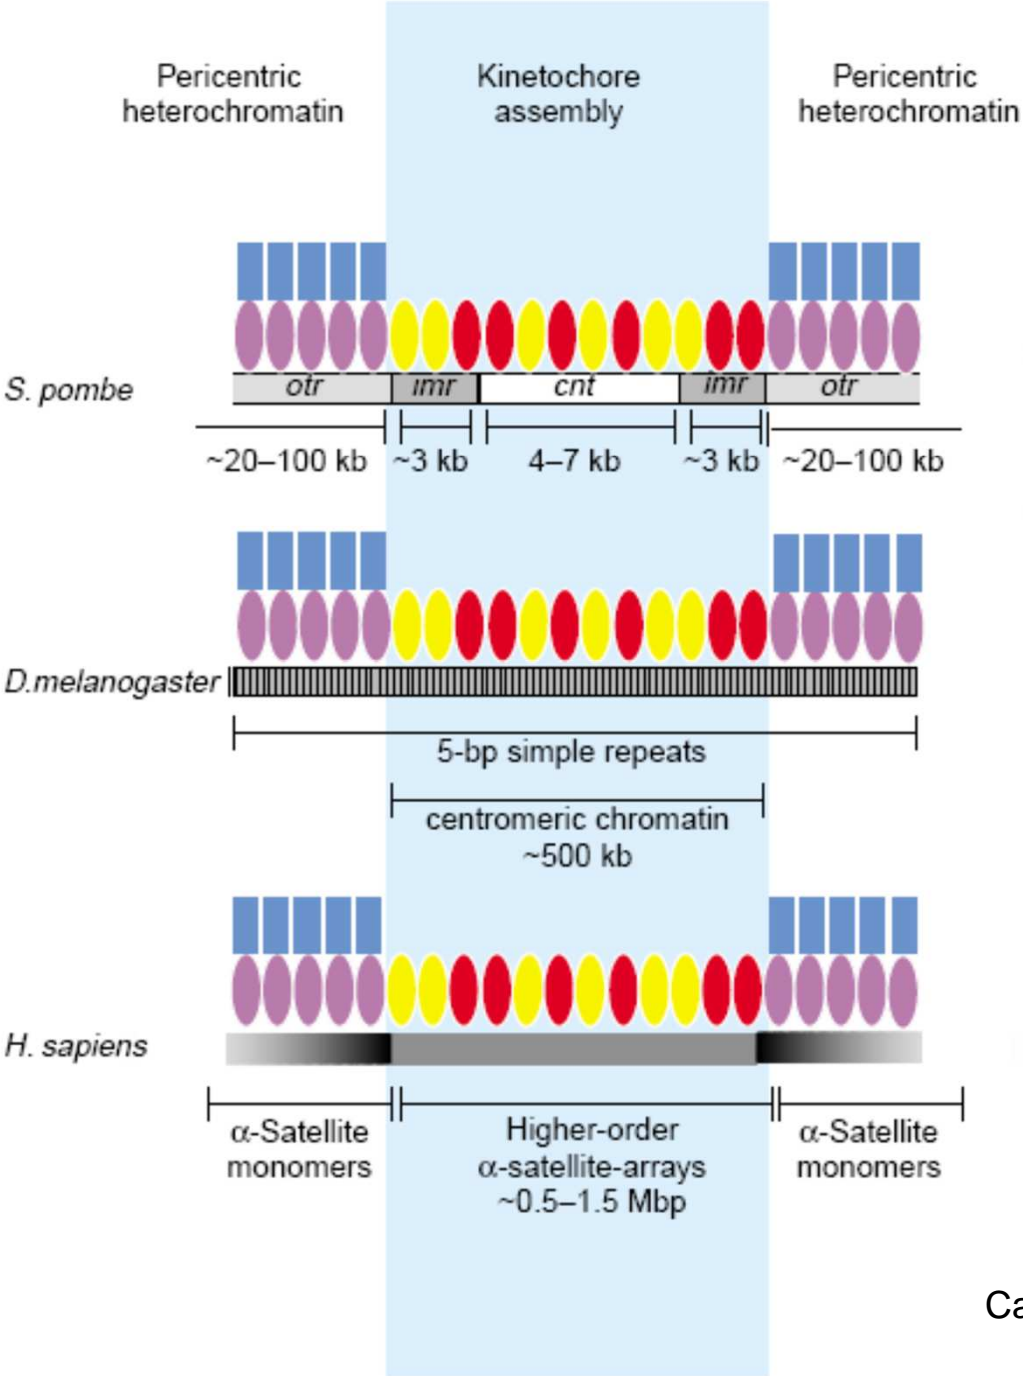 Pericentric
heterochromatin
Kinetochore
assembly
Pericentric
heterochromatin
S. pombe
otr
imr
cnt
imr
otr
~20–100 kb
~3 kb
4–7 kb
~3 kb
~20–100 kb
D.melanogaster
5-bp simple repeats
centromeric chromatin
~500 kb
H. sapiens
α-Satellite
monomers
Higher-order
α-satellite-arrays
~0.5–1.5 Mbp
α-Satellite
monomers
Ca